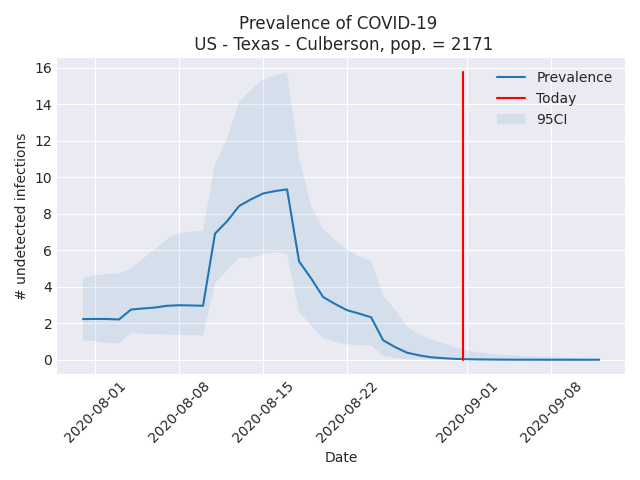 Prevalence of COVID-19
US - Texas - Culberson, pop. = 2171
16
14
12
10
8
6
4
2
0
# undetected infections
Prevalence
Today
95CI
2020-08-01
2020-08-08
2020-08-15
2020-08-22
2020-09-01
2020-09-08
Date